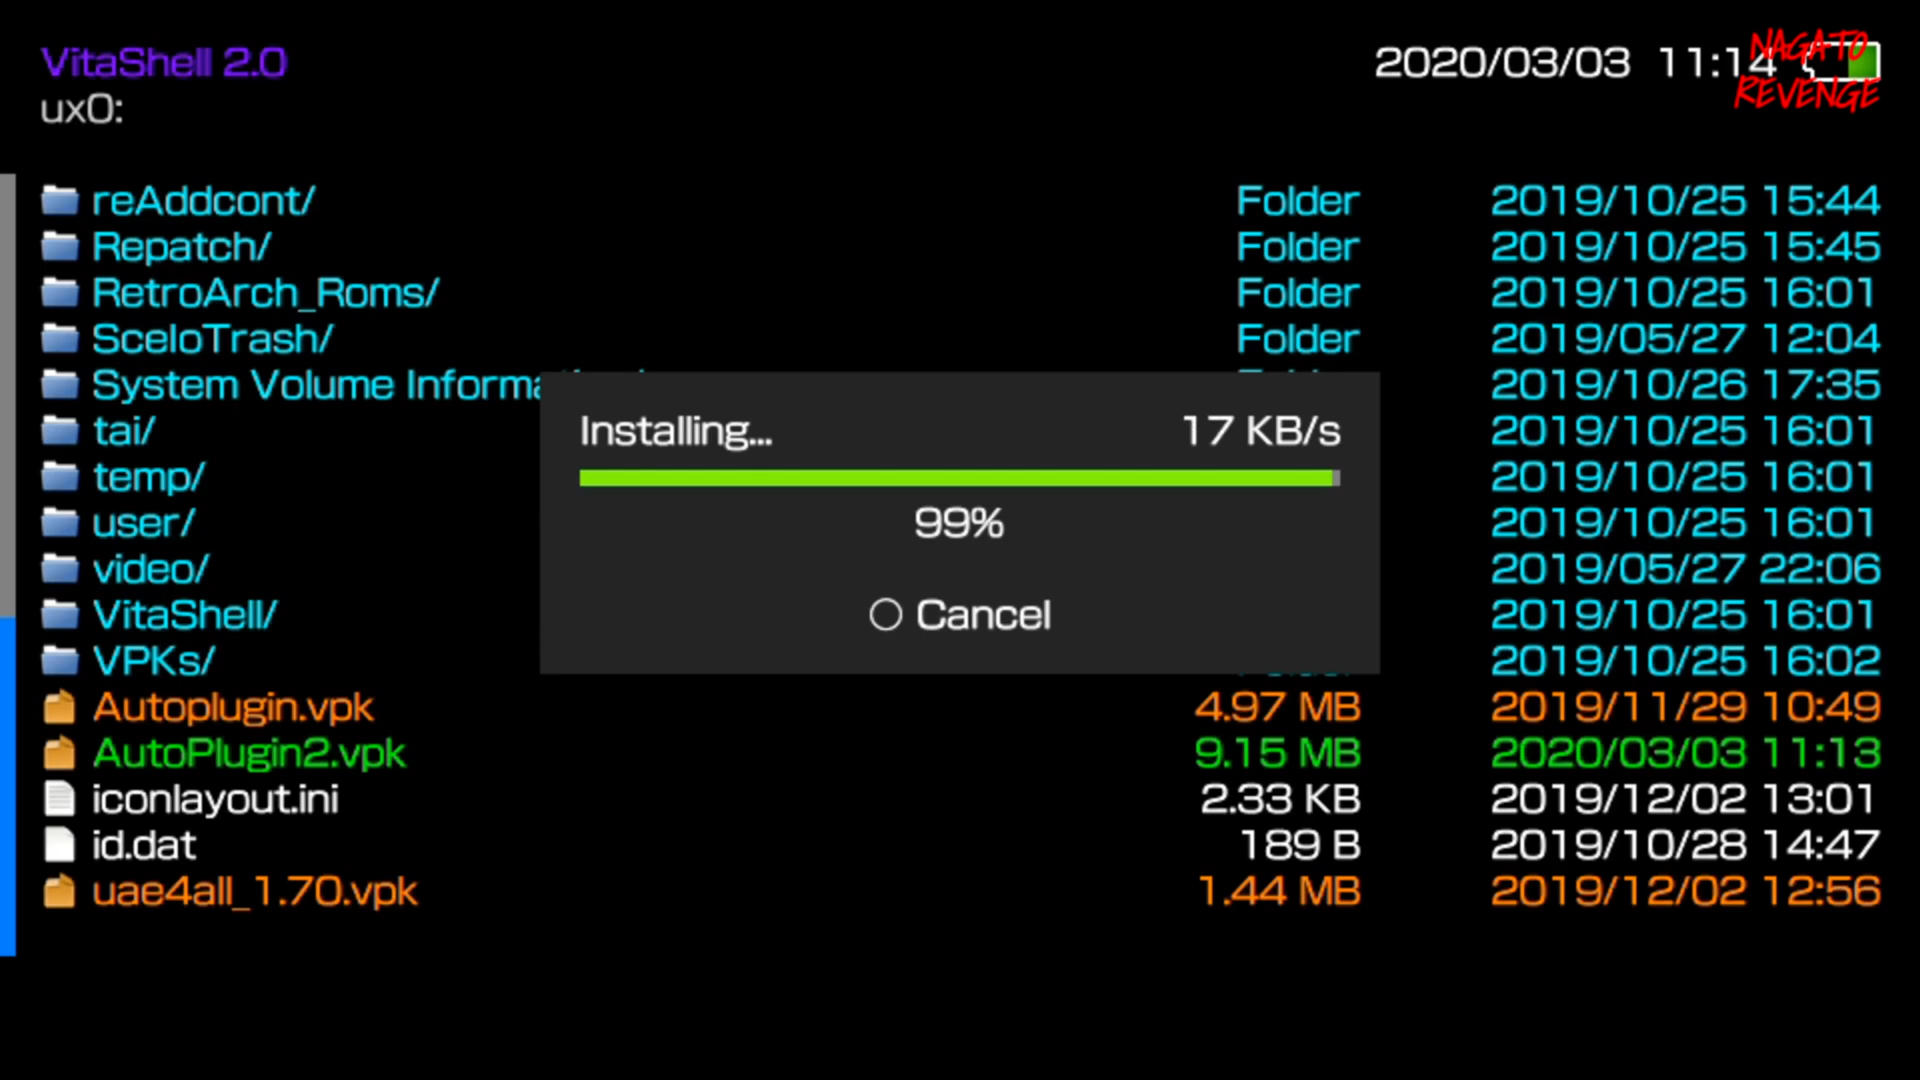 VitaShell 2.0
2020/03/03 11:14
NAGATO
REVENGE
ux0:
reAddcont/ Folder 2019/10/25 15:44
Repatch/ Folder 2019/10/25 15:45
RetroArch_Roms/ Folder 2019/10/25 16:01
SceIoTrash/ Folder 2019/05/27 12:04
System Volume 2019/10/26 17:35
tai/ 2019/10/25 16:01
temp/ 2019/10/25 16:01
user/ 2019/10/25 16:01
video/ 2019/05/27 22:06
VitaShell/ 2019/10/25 16:01
VPKs/ 2019/10/25 16:02
Autoplugin.vpk 4.97 MB 2019/11/29 10:49
AutoPlugin2.vpk 9.15 MB 2020/03/03 11:13
iconlayout.ini 2.33 KB 2019/12/02 13:01
id.dat 189 B 2019/10/28 14:47
uae4all_1.70.vpk 1.44 MB 2019/12/02 12:56
Installing... 17 KB/s
99%
Cancel